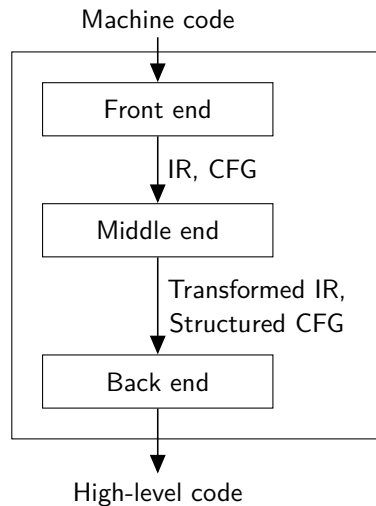 Machine code
Front end
IR, CFG
Middle end
Transformed IR,
Structured CFG
Back end
High-level code